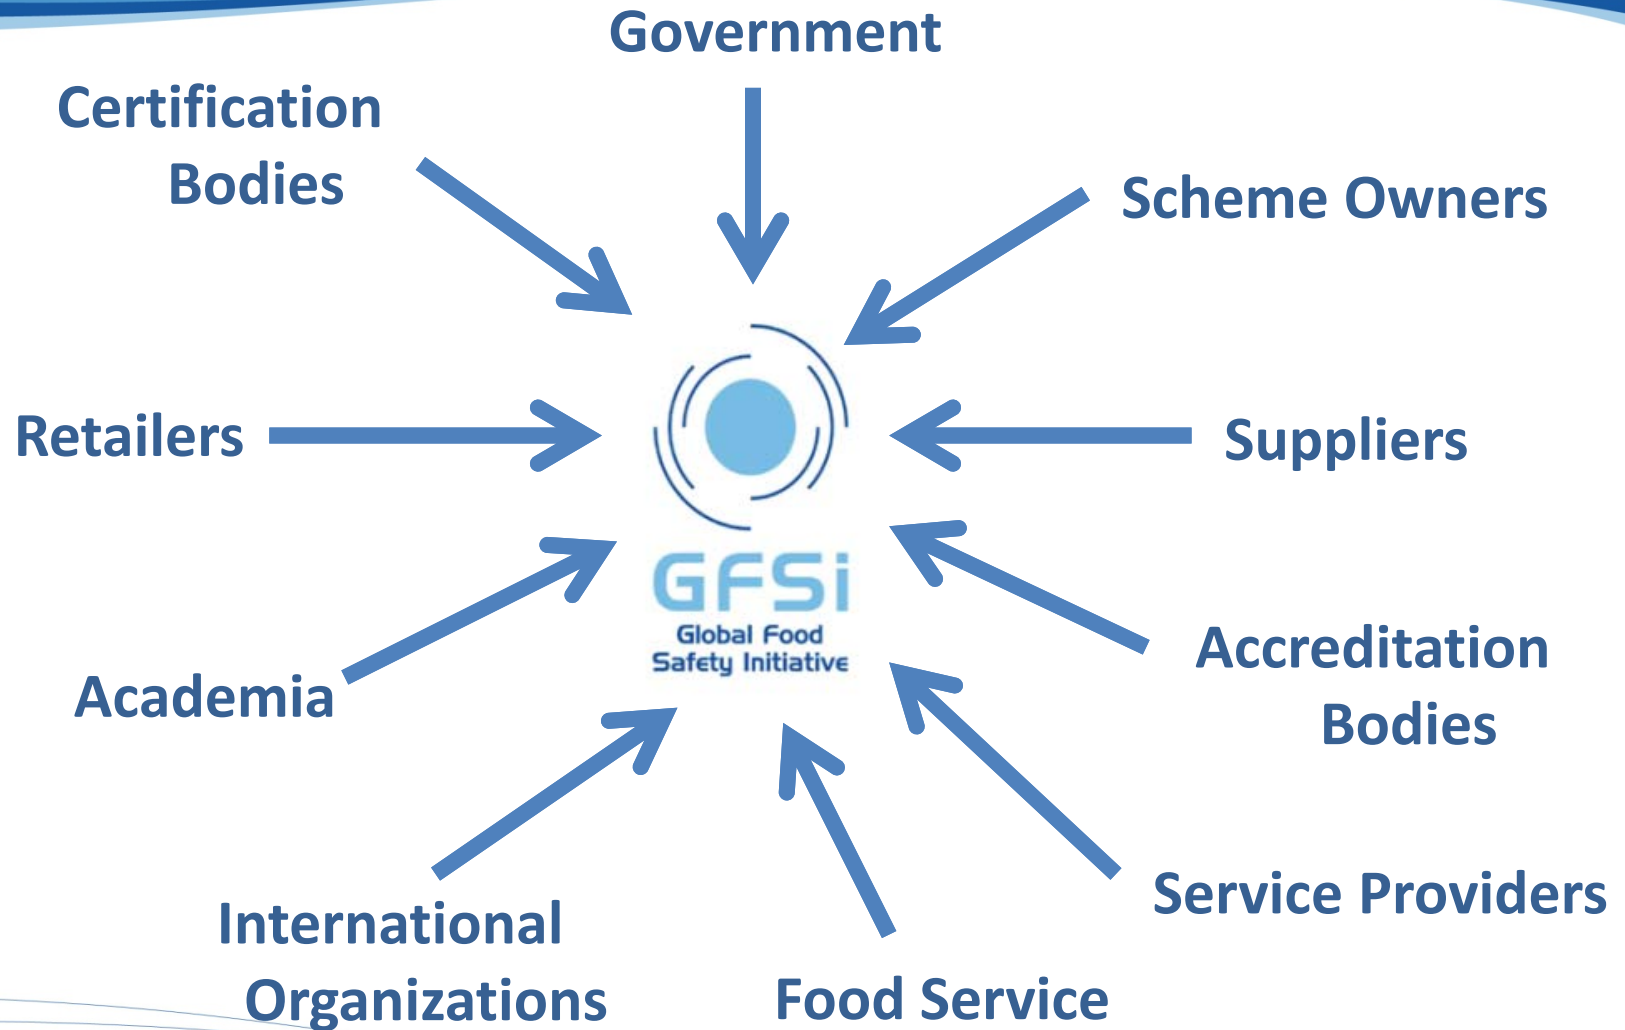 Government
Certification
Bodies
Scheme Owners
Retailers
Suppliers
GFSi
Global Food
Safety Initiative
Academia
Accreditation
Bodies
Service Providers
International
Organizations
Food Service